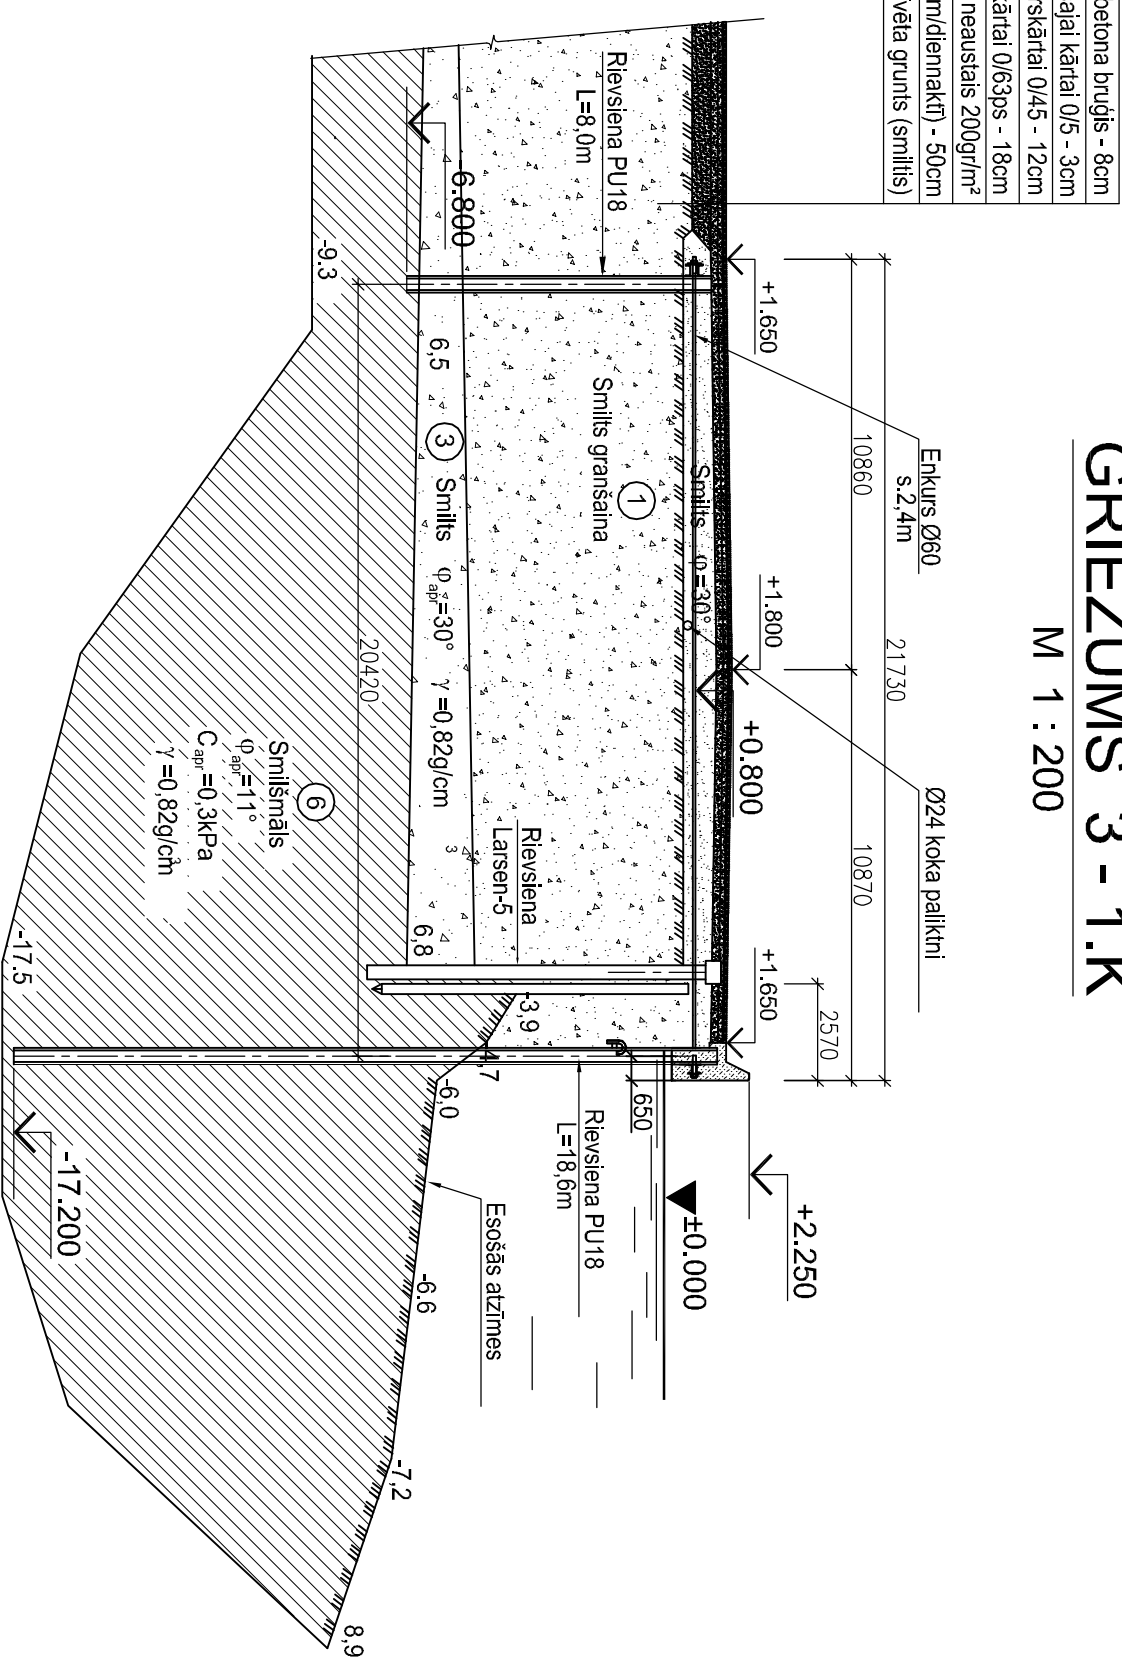 GRIEZUMS 3 - 1.K
M 1 : 200
betona bruģis - 8cm
ajai kārtai 0/5 - 3cm
rskārtai 0/45 - 12cm
kārtai 0/63ps - 18cm
neaustais 200gr/m²
m/diennaktī) - 50cm
vēta grunts (smiltis)
21730
10860
10870
2570
Enkurs Ø60
s.2,4m
Ø24 koka paliktni
+1.650
+1.800
+1.650
+2.250
+0.800
±0.000
Smilts φ=30°
Rievsiena PU18
L=8,0m
1
Smilts granšaina
650
Rievsiena PU18
L=18,6m
Rievsiena
Larsen-5
-3,9
-4,7
-6,0
Esošās atzīmes
-6.800
6,5
3
Smilts φapr=30° γ=0,82g/cm3
6,8
-6.6
-7,2
8,9
20420
-9.3
6
Smilšmāls
φapr=11°
Capr=0,3kPa
γ=0,82g/cm3
-17.5
-17.200